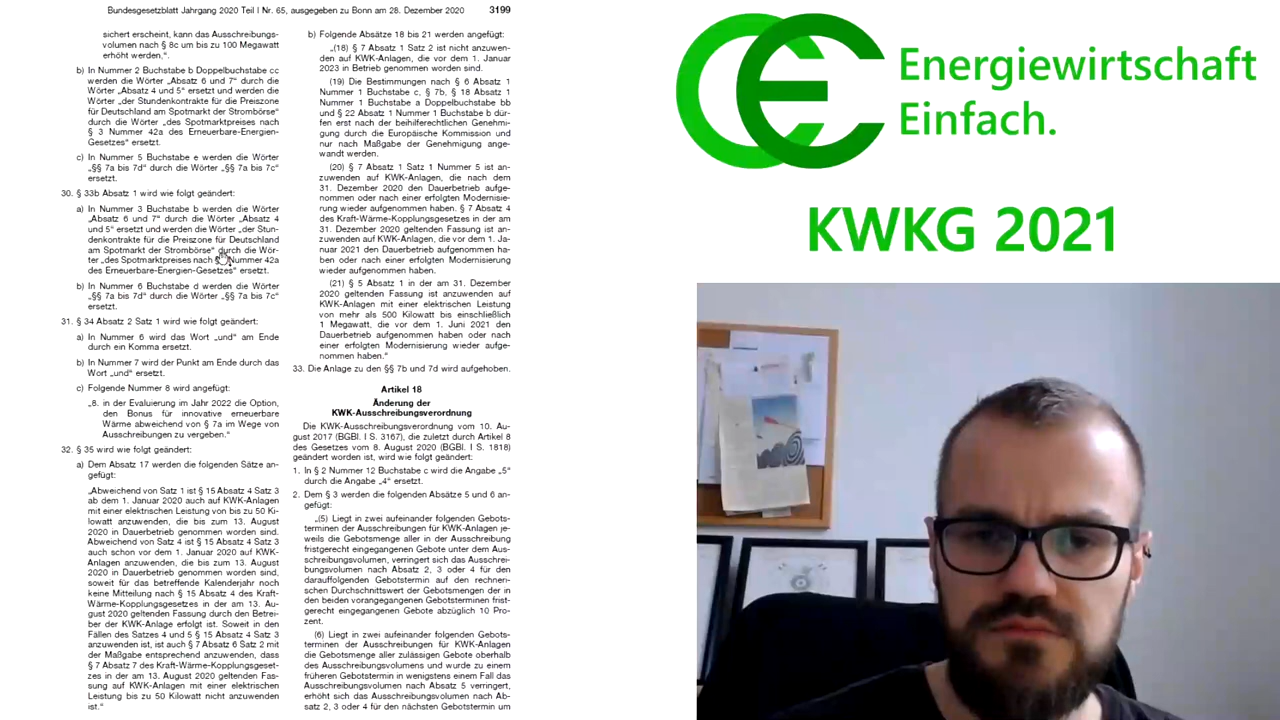 Bundesgesetzblatt Jahrgang 2020 Teil I Nr. 65, ausgegeben zu Bonn am 28. Dezember 2020 3199
sichert erscheint, kann das Ausschreibungs-
volumen nach § 8c um bis zu 100 Megawatt
erhöht werden,“.
b) In Nummer 2 Buchstabe b Doppelbuchstabe cc
werden die Wörter „Absatz 6 und 7“ durch die
Wörter „Absatz 4 und 5“ ersetzt und werden die
Wörter „der Stundenkontrakte für die Preiszone
für Deutschland am Spotmarkt der Strombörse“
durch die Wörter „des Spotmarktpreises nach
§ 3 Nummer 42a des Erneuerbare-Energien-
Gesetzes“ ersetzt.
c) In Nummer 5 Buchstabe e werden die Wörter
„§§ 7a bis 7d“ durch die Wörter „§§ 7a bis 7c“
ersetzt.
30. § 33b Absatz 1 wird wie folgt geändert:
a) In Nummer 3 Buchstabe b werden die Wörter
„Absatz 6 und 7“ durch die Wörter „Absatz 4
und 5“ ersetzt und werden die Wörter „der Stun-
denkontrakte für die Preiszone für Deutschland
am Spotmarkt der Strombörse“ durch die Wör-
ter „des Spotmarktpreises nach § Nummer 42a
des Erneuerbare-Energien-Gesetzes“ ersetzt.
b) In Nummer 6 Buchstabe d werden die Wörter
„§§ 7a bis 7d“ durch die Wörter „§§ 7a bis 7c“
ersetzt.
31. § 34 Absatz 2 Satz 1 wird wie folgt geändert:
a) In Nummer 6 wird das Wort „und“ am Ende
durch ein Komma ersetzt.
b) In Nummer 7 wird der Punkt am Ende durch das
Wort „und“ ersetzt.
c) Folgende Nummer 8 wird angefügt:
„8. in der Evaluierung im Jahr 2022 die Option,
den Bonus für innovative erneuerbare
Wärme abweichend von § 7a im Wege von
Ausschreibungen zu vergeben.“
32. § 35 wird wie folgt geändert:
a) Dem Absatz 17 werden die folgenden Sätze an-
gefügt:
„Abweichend von Satz 1 ist § 15 Absatz 4 Satz 3
ab dem 1. Januar 2020 auch auf KWK-Anlagen
mit einer elektrischen Leistung von bis zu 50 Ki-
lowatt anzuwenden, die bis zum 13. August
2020 in Dauerbetrieb genommen worden sind.
Abweichend von Satz 4 ist § 15 Absatz 4 Satz 3
auch schon vor dem 1. Januar 2020 auf KWK-
Anlagen anzuwenden, die bis zum 13. August
2020 in Dauerbetrieb genommen worden sind,
soweit für das betreffende Kalenderjahr noch
keine Mitteilung nach § 15 Absatz 4 des Kraft-
Wärme-Kopplungsgesetzes in der am 13. Au-
gust 2020 geltenden Fassung durch den Betrei-
ber der KWK-Anlage erfolgt ist. Soweit in den
Fällen des Satzes 4 und 5 § 15 Absatz 4 Satz 3
anzuwenden ist, ist auch § 7 Absatz 6 Satz 2 mit
der Maßgabe entsprechend anzuwenden, dass
§ 7 Absatz 7 des Kraft-Wärme-Kopplungsgeset-
zes in der am 13. August 2020 geltenden Fas-
sung auf KWK-Anlagen mit einer elektrischen
Leistung bis zu 50 Kilowatt nicht anzuwenden
ist.“
b) Folgende Absätze 18 bis 21 werden angefügt:
„(18) § 7 Absatz 1 Satz 2 ist nicht anzuwen-
den auf KWK-Anlagen, die vor dem 1. Januar
2023 in Betrieb genommen worden sind.
(19) Die Bestimmungen nach § 6 Absatz 1
Nummer 1 Buchstabe c, § 7b, § 18 Absatz 1
Nummer 1 Buchstabe a Doppelbuchstabe bb
und § 22 Absatz 1 Nummer 1 Buchstabe b dür-
fen erst nach der beihilferechtlichen Genehmi-
gung durch die Europäische Kommission und
nur nach Maßgabe der Genehmigung ange-
wandt werden.
(20) § 7 Absatz 1 Satz 1 Nummer 5 ist an-
zuwenden auf KWK-Anlagen, die nach dem
31. Dezember 2020 den Dauerbetrieb aufge-
nommen oder nach einer erfolgten Modernisie-
rung wieder aufgenommen haben. § 7 Absatz 4
des Kraft-Wärme-Kopplungsgesetzes in der am
31. Dezember 2020 geltenden Fassung ist an-
zuwenden auf KWK-Anlagen, die vor dem 1. Ja-
nuar 2021 den Dauerbetrieb aufgenommen ha-
ben oder nach einer erfolgten Modernisierung
wieder aufgenommen haben.
(21) § 5 Absatz 1 in der am 31. Dezember
2020 geltenden Fassung ist anzuwenden auf
KWK-Anlagen mit einer elektrischen Leistung
von mehr als 500 Kilowatt bis einschließlich
1 Megawatt, die vor dem 1. Juni 2021 den
Dauerbetrieb aufgenommen haben oder nach
einer erfolgten Modernisierung wieder aufge-
nommen haben.“
33. Die Anlage zu den §§ 7b und 7d wird aufgehoben.
Artikel 18
Änderung der
KWK-Ausschreibungsverordnung
Die KWK-Ausschreibungsverordnung vom 10. Au-
gust 2017 (BGBl. I S. 3167), die zuletzt durch Artikel 8
des Gesetzes vom 8. August 2020 (BGBl. I S. 1818)
geändert worden ist, wird wie folgt geändert:
1. In § 2 Nummer 12 Buchstabe c wird die Angabe „5“
durch die Angabe „4“ ersetzt.
2. Dem § 3 werden die folgenden Absätze 5 und 6 an-
gefügt:
„(5) Liegt in zwei aufeinander folgenden Gebots-
terminen der Ausschreibungen für KWK-Anlagen je-
weils die Gebotsmenge aller in der Ausschreibung
fristgerecht eingegangenen Gebote unter dem Aus-
schreibungsvolumen, verringert sich das Ausschrei-
bungsvolumen nach Absatz 2, 3 oder 4 für den
darauffolgenden Gebotstermin auf den rechneri-
schen Durchschnittswert der Gebotsmengen der in
den beiden vorangegangenen Gebotsterminen frist-
gerecht eingegangenen Gebote abzüglich 10 Pro-
zent.
(6) Liegt in zwei aufeinander folgenden Gebots-
terminen der Ausschreibungen für KWK-Anlagen
die Gebotsmenge aller zulässigen Gebote oberhalb
des Ausschreibungsvolumens und wurde zu einem
früheren Gebotstermin in wenigstens einem Fall das
Ausschreibungsvolumen nach Absatz 5 verringert,
erhöht sich das Ausschreibungsvolumen nach Ab-
satz 2, 3 oder 4 für den nächsten Gebotstermin um
Energiewirtschaft
Einfach.
KWKG 2021